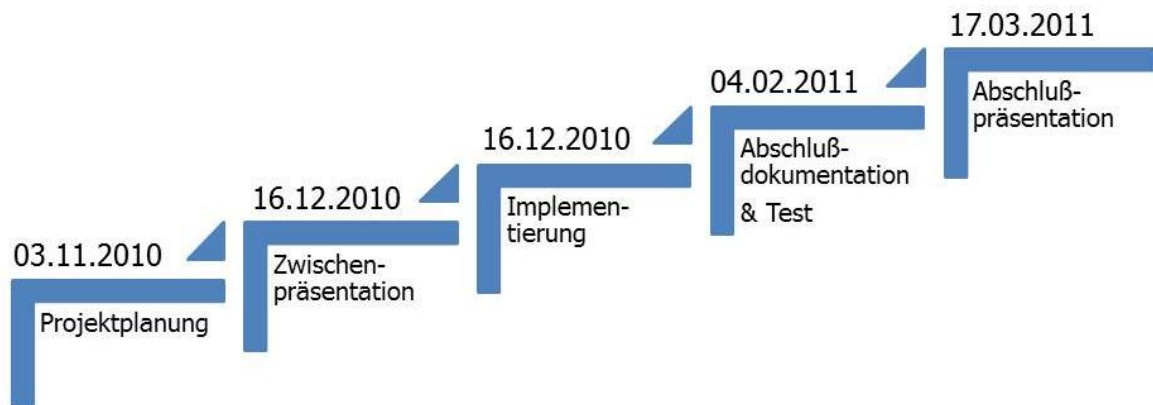 03.11.2010
Projektplanung
16.12.2010
Zwischen-
präsentation
16.12.2010
Implemen-
tierung
04.02.2011
Abschluß-
dokumentation
& Test
17.03.2011
Abschluß-
präsentation